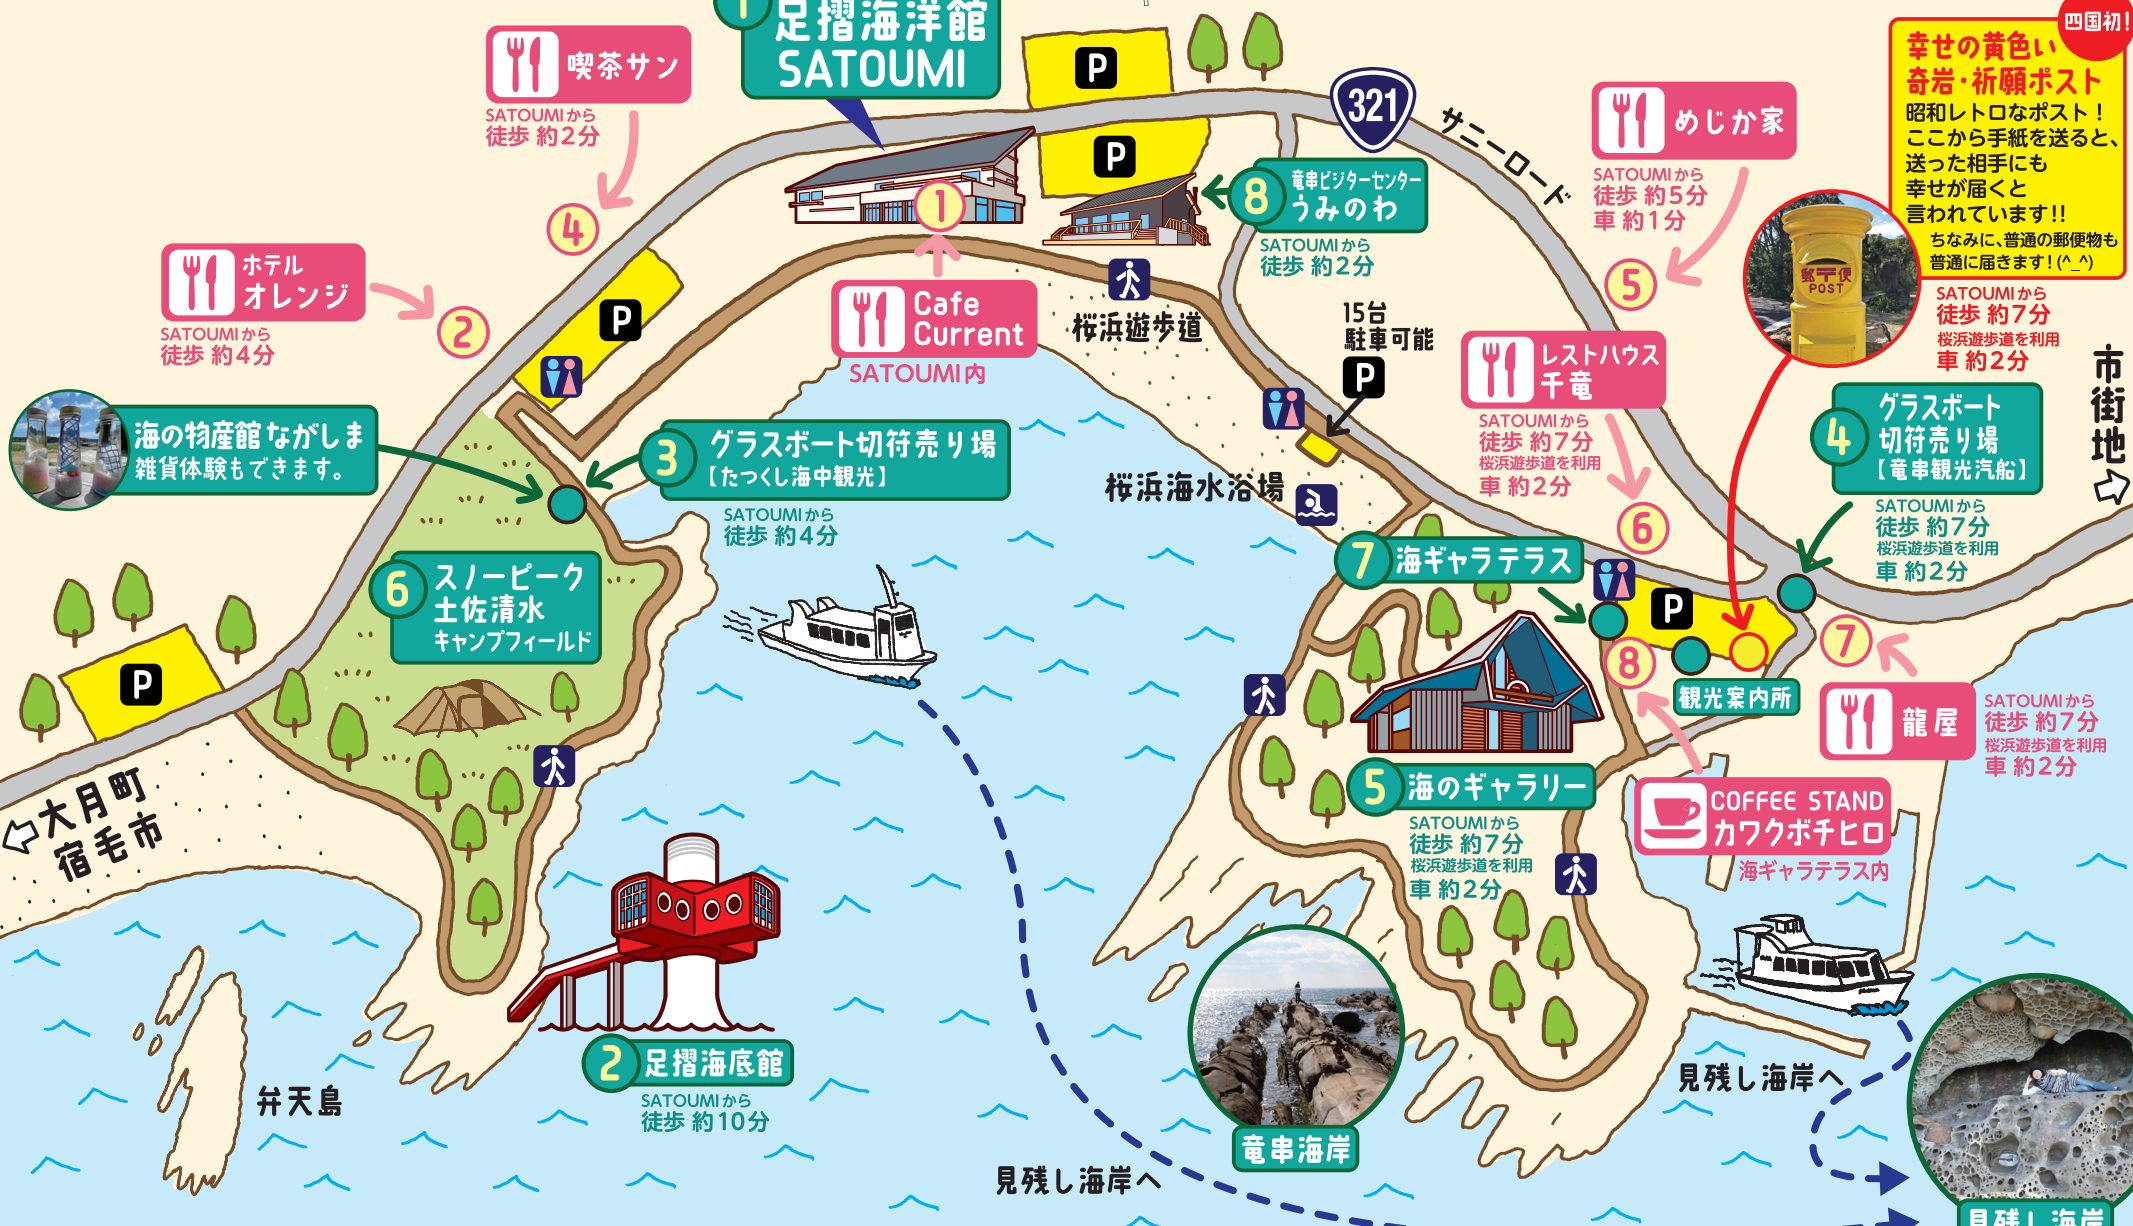 1
足摺海洋館
SATOUMI
喫茶サン
SATOUMIから
徒歩 約2分
4
P
P
321
サニーロード
めじか家
SATOUMIから
徒歩 約5分
車 約1分
5
四国初!
幸せの黄色い
奇岩・祈願ポスト
昭和レトロなポスト!
ここから手紙を送ると、
送った相手にも
幸せが届くと
言われています!!
ちなみに、普通の郵便物も
普通に届きます!(^_^)
郵〒便
POST
SATOUMIから
徒歩 約7分
桜浜遊歩道を利用
車 約2分
8
竜串ビジターセンター
うみのわ
SATOUMIから
徒歩 約2分
1
Cafe
Current
SATOUMI内
ホテル
オレンジ
SATOUMIから
徒歩 約4分
2
P
桜浜遊歩道
15台
駐車可能
P
レストハウス
千竜
SATOUMIから
徒歩 約7分
桜浜遊歩道を利用
車 約2分
6
4
グラスボート
切符売り場
【竜串観光汽船】
SATOUMIから
徒歩 約7分
桜浜遊歩道を利用
車 約2分
市街地
海の物産館ながしま
雑貨体験もできます。
3
グラスボート切符売り場
【たつくし海中観光】
SATOUMIから
徒歩 約4分
桜浜海水浴場
6
スノーピーク
土佐清水
キャンプフィールド
7
海ギャラテラス
P
8
観光案内所
7
龍屋
SATOUMIから
徒歩 約7分
桜浜遊歩道を利用
車 約2分
P
大月町
宿毛市
5
海のギャラリー
SATOUMIから
徒歩 約7分
桜浜遊歩道を利用
車 約2分
COFFEE STAND
カワクボチヒロ
海ギャラテラス内
2
足摺海底館
SATOUMIから
徒歩 約10分
弁天島
竜串海岸
見残し海岸へ
見残し海岸へ
見残し海岸